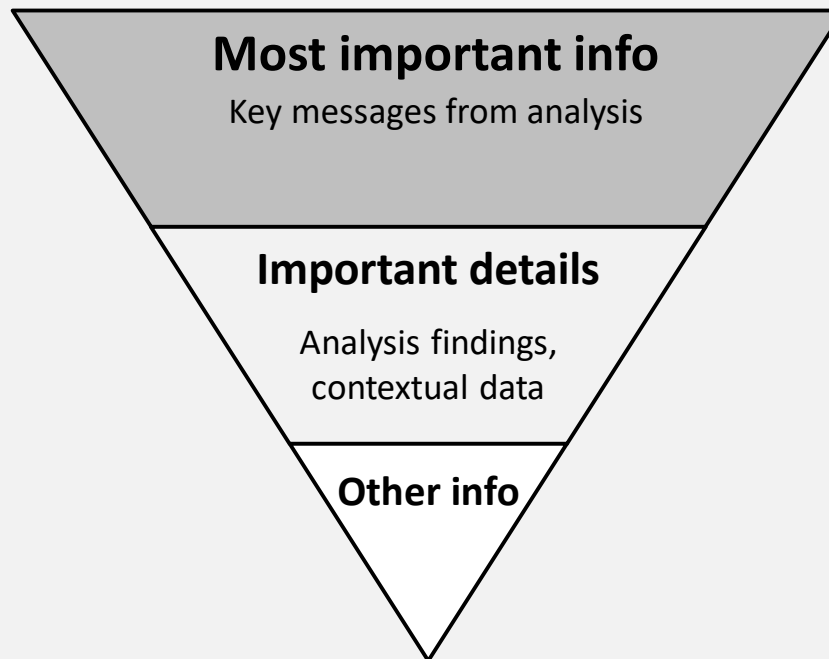 Most important info
Key messages from analysis
Important details
Analysis findings,
contextual data
Other info